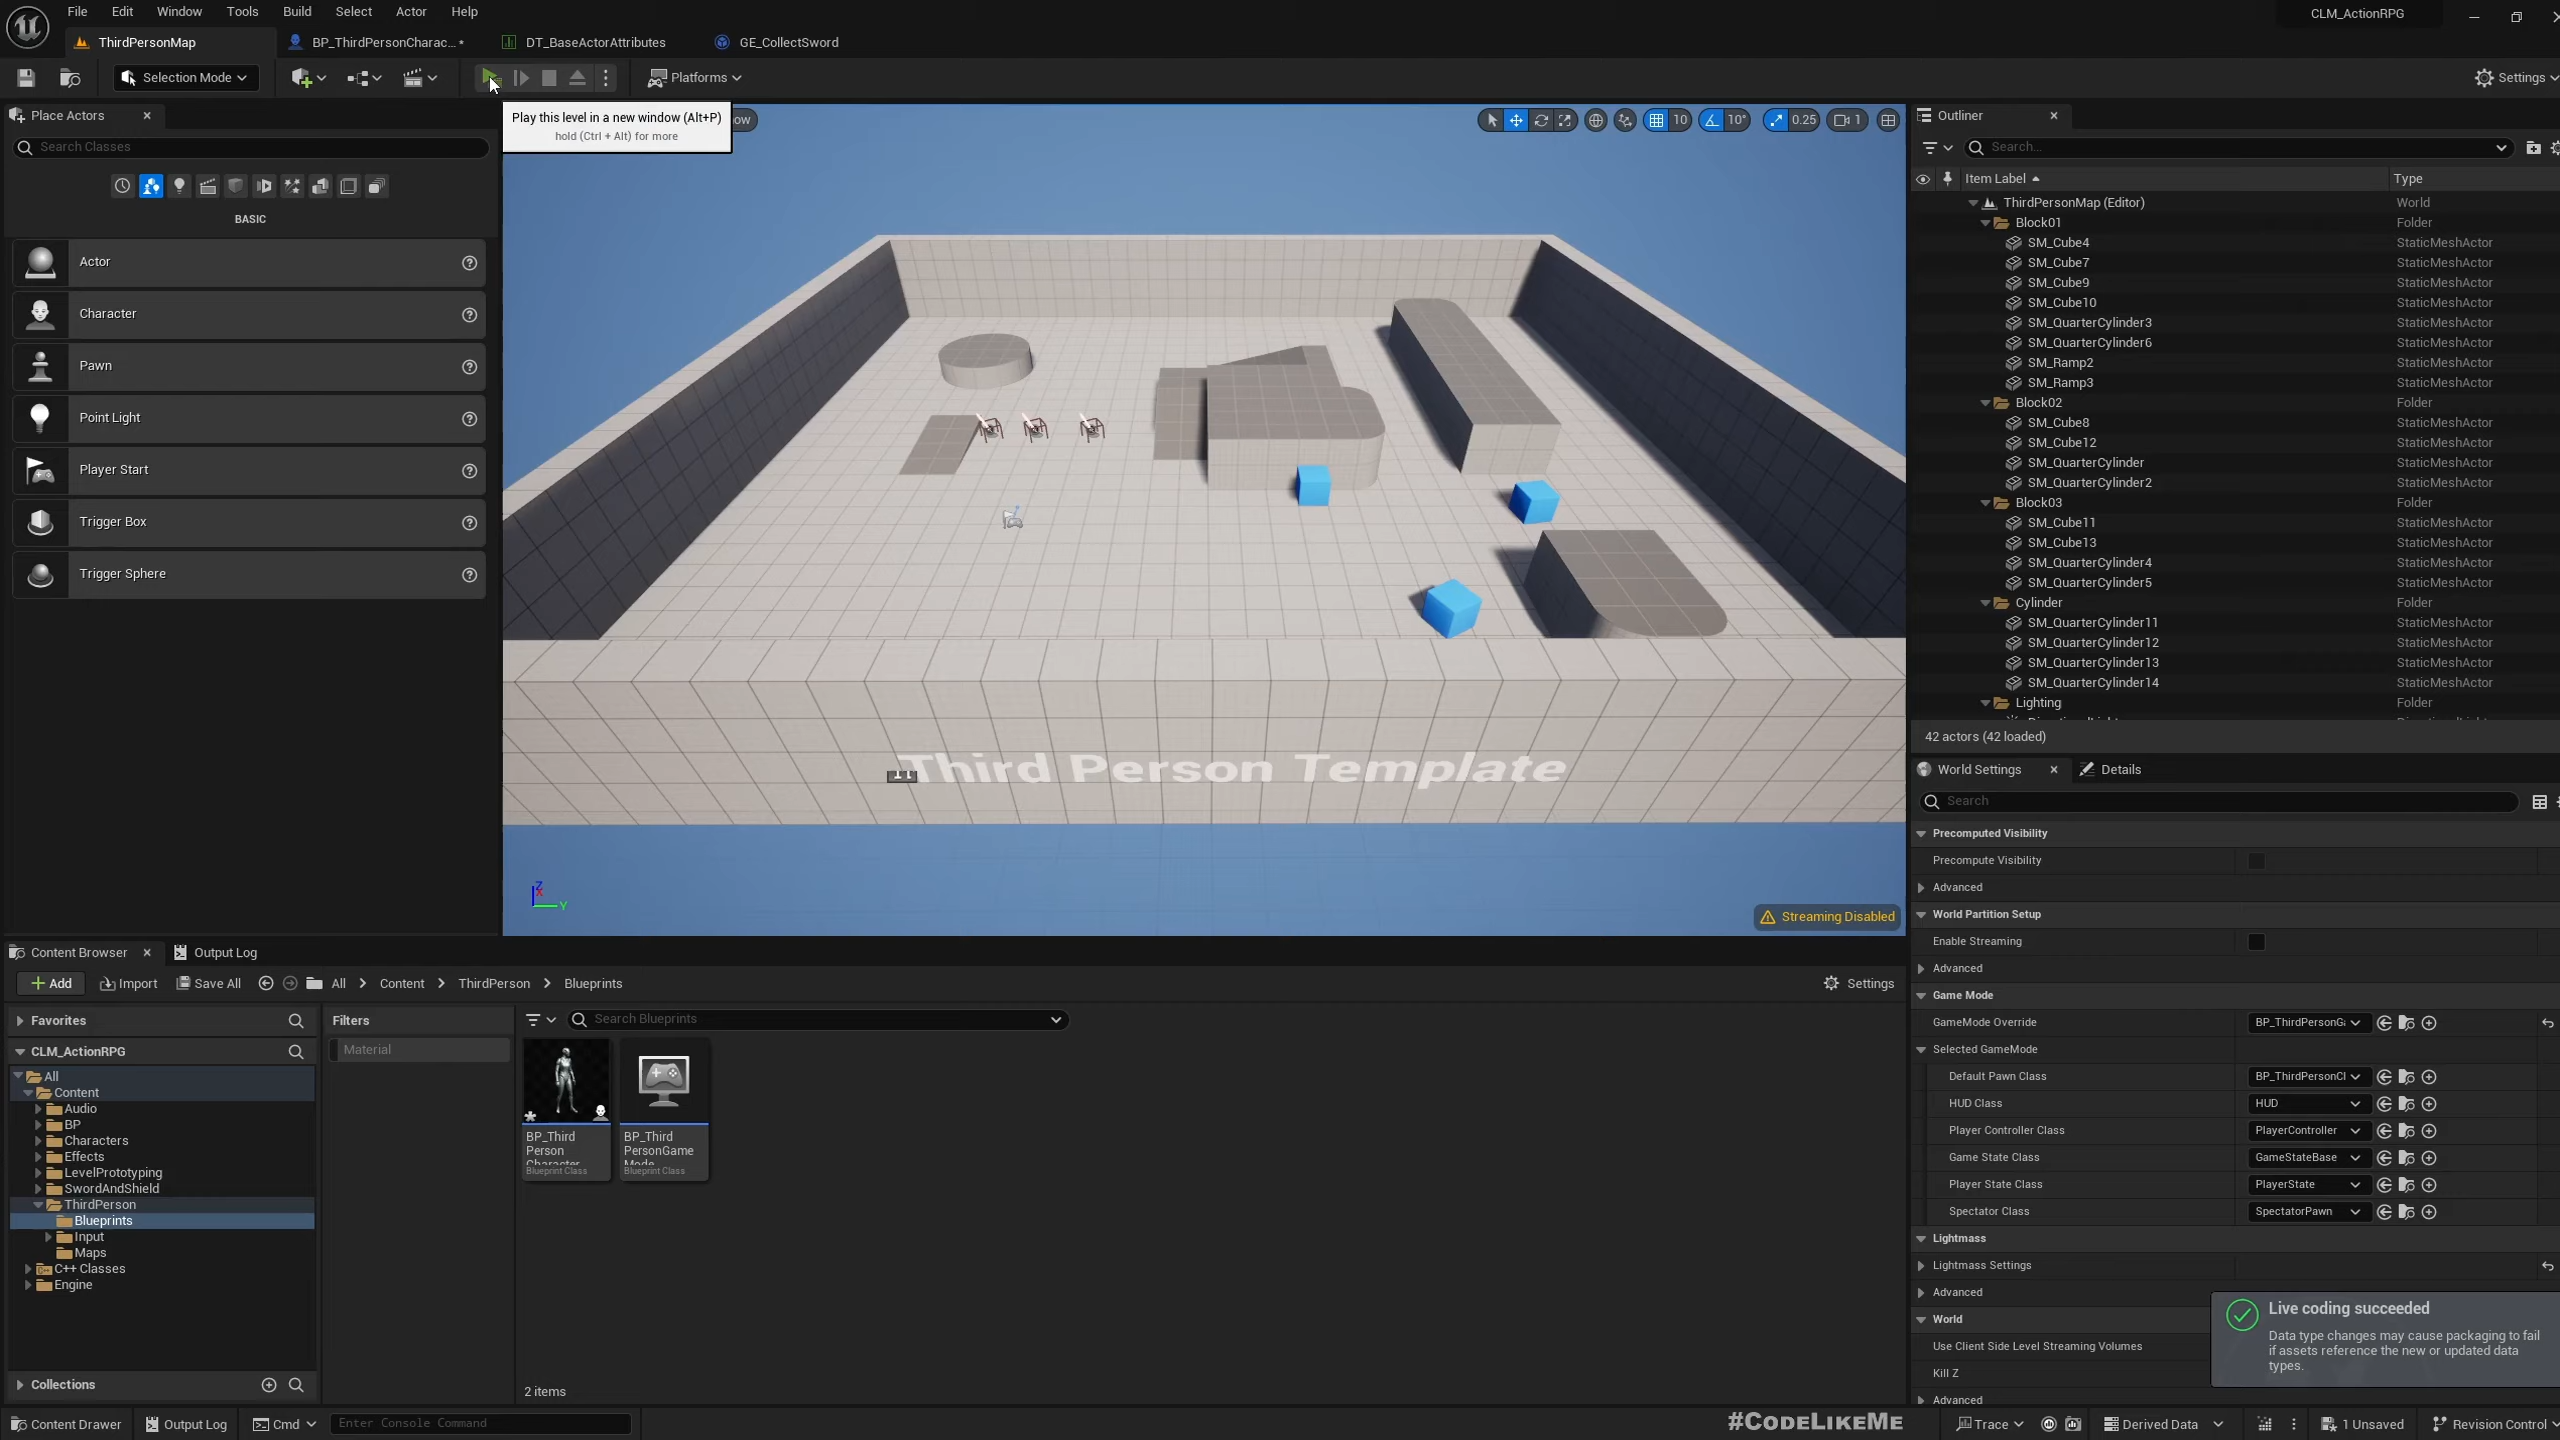 File Edit Window Tools Build Select Actor Help
CLM_ActionRPG
ThirdPersonMap
BP_ThirdPersonCharac...*
DT_BaseActorAttributes
GE_CollectSword
Selection Mode
Platforms
Settings
Place Actors
Search Classes
BASIC
Actor
Character
Pawn
Point Light
Player Start
Trigger Box
Trigger Sphere
Play this level in a new window (Alt+P)
hold (Ctrl + Alt) for more
10
10°
0.25
1
Third Person Template
Z
Y
Streaming Disabled
Outliner
Search...
Item Label
Type
ThirdPersonMap (Editor) World
Block01 Folder
SM_Cube4 StaticMeshActor
SM_Cube7 StaticMeshActor
SM_Cube9 StaticMeshActor
SM_Cube10 StaticMeshActor
SM_QuarterCylinder3 StaticMeshActor
SM_QuarterCylinder6 StaticMeshActor
SM_Ramp2 StaticMeshActor
SM_Ramp3 StaticMeshActor
Block02 Folder
SM_Cube8 StaticMeshActor
SM_Cube12 StaticMeshActor
SM_QuarterCylinder StaticMeshActor
SM_QuarterCylinder2 StaticMeshActor
Block03 Folder
SM_Cube11 StaticMeshActor
SM_Cube13 StaticMeshActor
SM_QuarterCylinder4 StaticMeshActor
SM_QuarterCylinder5 StaticMeshActor
Cylinder Folder
SM_QuarterCylinder11 StaticMeshActor
SM_QuarterCylinder12 StaticMeshActor
SM_QuarterCylinder13 StaticMeshActor
SM_QuarterCylinder14 StaticMeshActor
Lighting Folder
42 actors (42 loaded)
World Settings
Details
Search
Precomputed Visibility
Precompute Visibility
Advanced
World Partition Setup
Enable Streaming
Advanced
Game Mode
GameMode Override BP_ThirdPersonGa
Selected GameMode
Default Pawn Class BP_ThirdPersonCl
HUD Class HUD
Player Controller Class PlayerController
Game State Class GameStateBase
Player State Class PlayerState
Spectator Class SpectatorPawn
Lightmass
Lightmass Settings
Advanced
World
Use Client Side Level Streaming Volumes
Kill Z
Advanced
Live coding succeeded
Data type changes may cause packaging to fail
if assets reference the new or updated data
types.
Content Browser
Output Log
Add
Import
Save All
All
Content
ThirdPerson
Blueprints
Settings
Favorites
CLM_ActionRPG
All
Content
Audio
BP
Characters
Effects
LevelPrototyping
SwordAndShield
ThirdPerson
Blueprints
Input
Maps
C++ Classes
Engine
Collections
Filters
Material
Search Blueprints
BP_Third
Person
Character
Blueprint Class
BP_Third
PersonGame
Mode
Blueprint Class
2 items
Content Drawer
Output Log
Cmd
Enter Console Command
#CodeLikeMe
Trace
Derived Data
1 Unsaved
Revision Control